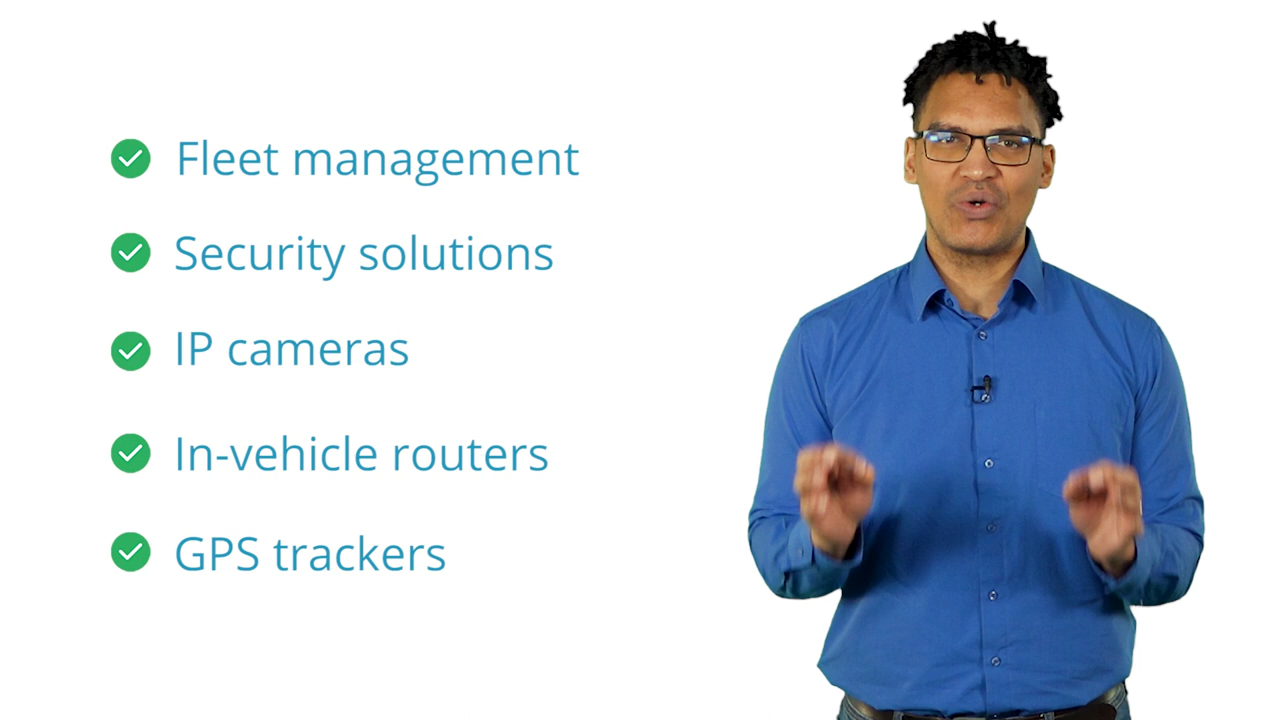 Fleet management
Security solutions
IP cameras
In-vehicle routers
GPS trackers